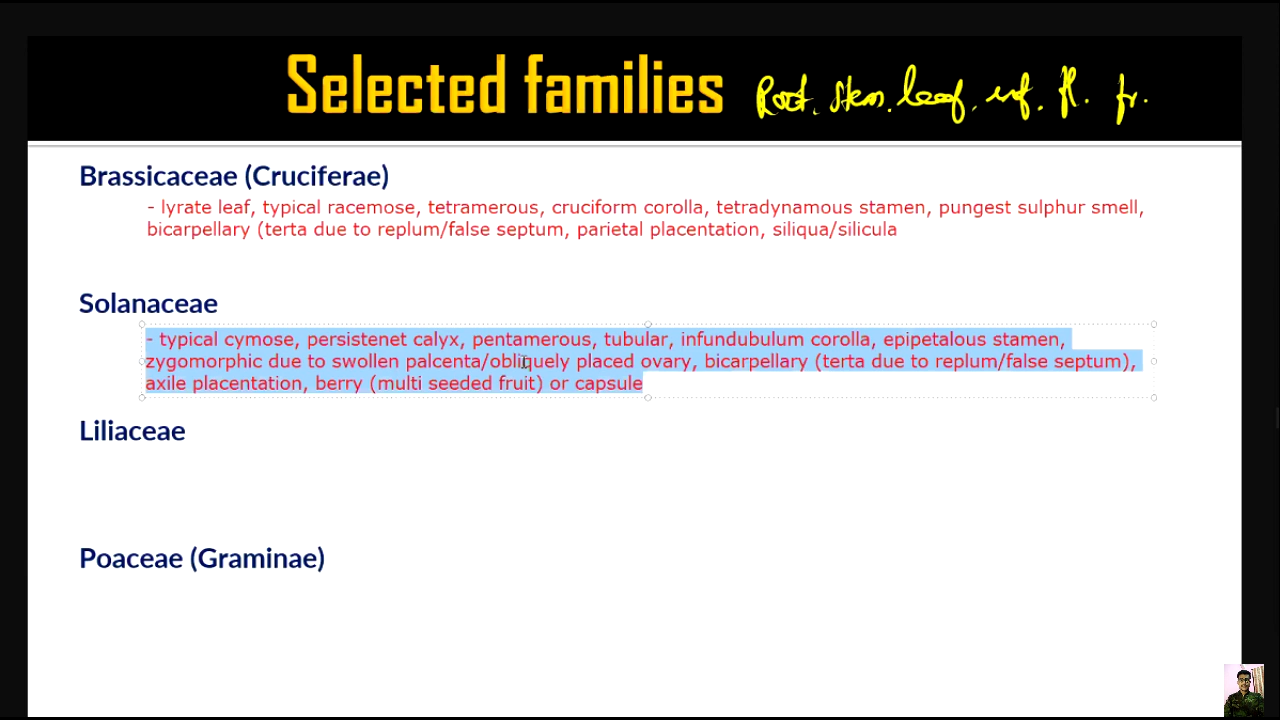 Selected families Root. stem. leaf. inf. fl. fr.
Brassicaceae (Cruciferae)
- lyrate leaf, typical racemose, tetramerous, cruciform corolla, tetradynamous stamen, pungest sulphur smell,
bicarpellary (terta due to replum/false septum, parietal placentation, siliqua/silicula
Solanaceae
- typical cymose, persistenet calyx, pentamerous, tubular, infundubulum corolla, epipetalous stamen,
zygomorphic due to swollen palcenta/obliquely placed ovary, bicarpellary (terta due to replum/false septum),
axile placentation, berry (multi seeded fruit) or capsule
Liliaceae
Poaceae (Graminae)